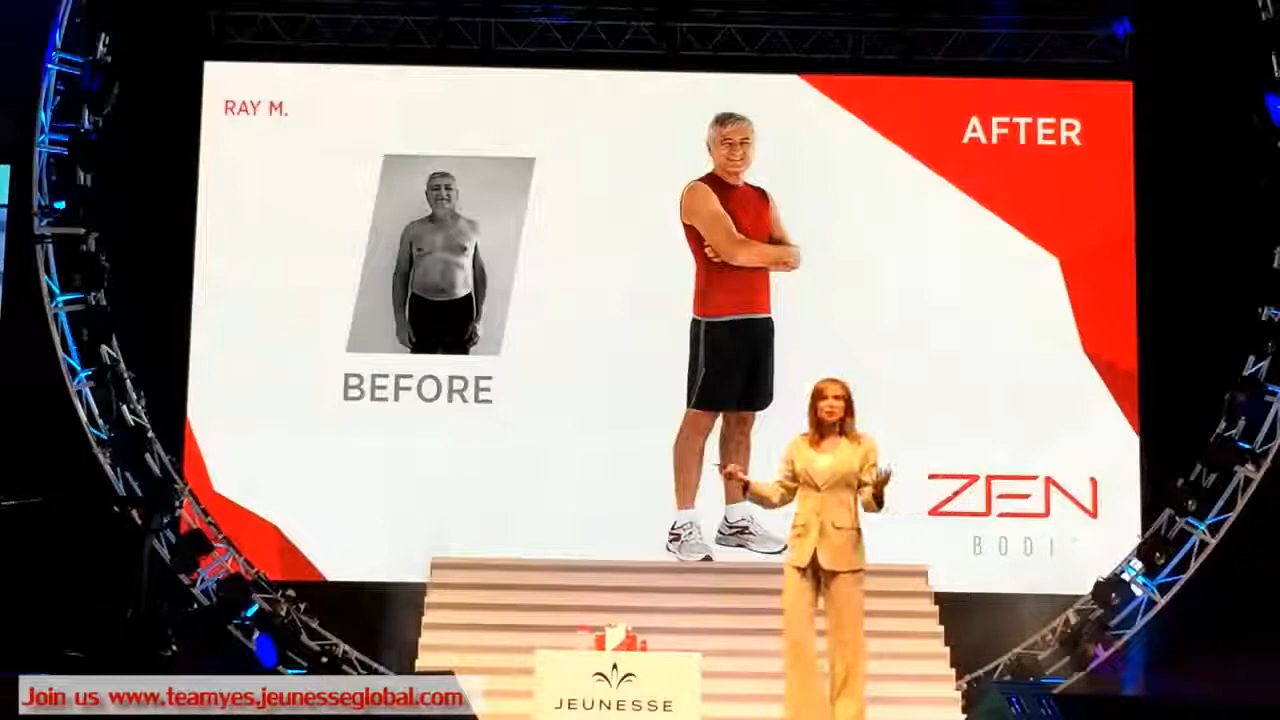 RAY M.
AFTER
BEFORE
ZEN
BODI
JEUNESSE
Join us www.teamyes.jeunesseglobal.com